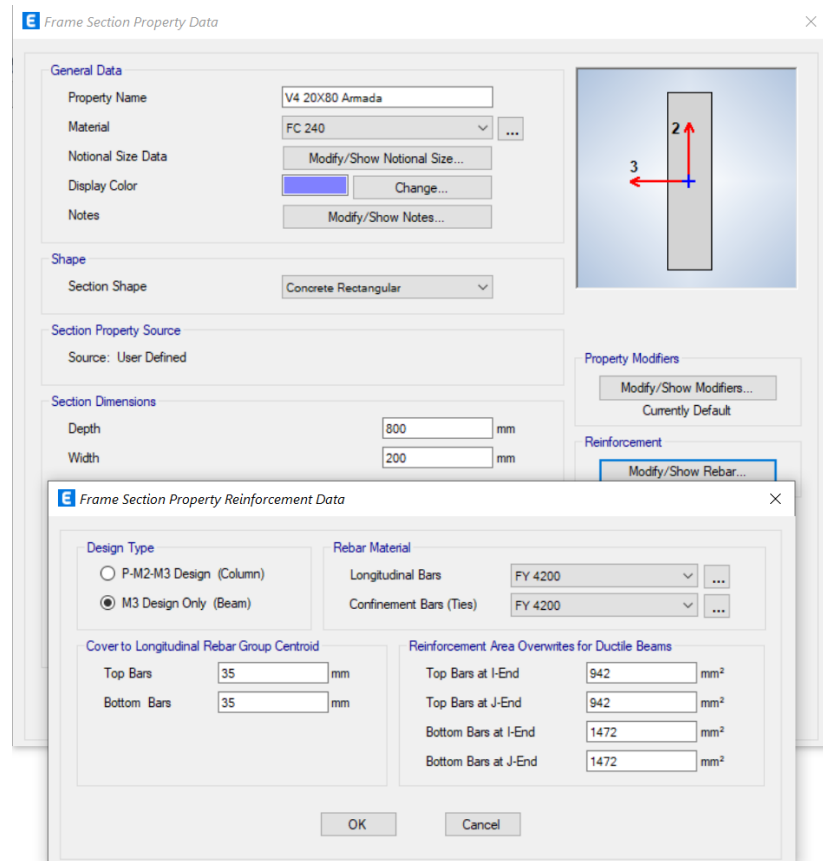 E Frame Section Property Data
General Data
Property Name V4 20X80 Armada
Material FC 240 ...
Notional Size Data Modify/Show Notional Size...
Display Color Change...
Notes Modify/Show Notes...
2
3
Shape
Section Shape Concrete Rectangular
Section Property Source
Source: User Defined
Property Modifiers
Modify/Show Modifiers...
Currently Default
Section Dimensions
Depth 800 mm
Width 200 mm
Reinforcement
Modify/Show Rebar...
E Frame Section Property Reinforcement Data
Design Type
P-M2-M3 Design (Column)
M3 Design Only (Beam)
Rebar Material
Longitudinal Bars FY 4200 ...
Confinement Bars (Ties) FY 4200 ...
Cover to Longitudinal Rebar Group Centroid
Top Bars 35 mm
Bottom Bars 35 mm
Reinforcement Area Overwrites for Ductile Beams
Top Bars at I-End 942 mm²
Top Bars at J-End 942 mm²
Bottom Bars at I-End 1472 mm²
Bottom Bars at J-End 1472 mm²
OK Cancel